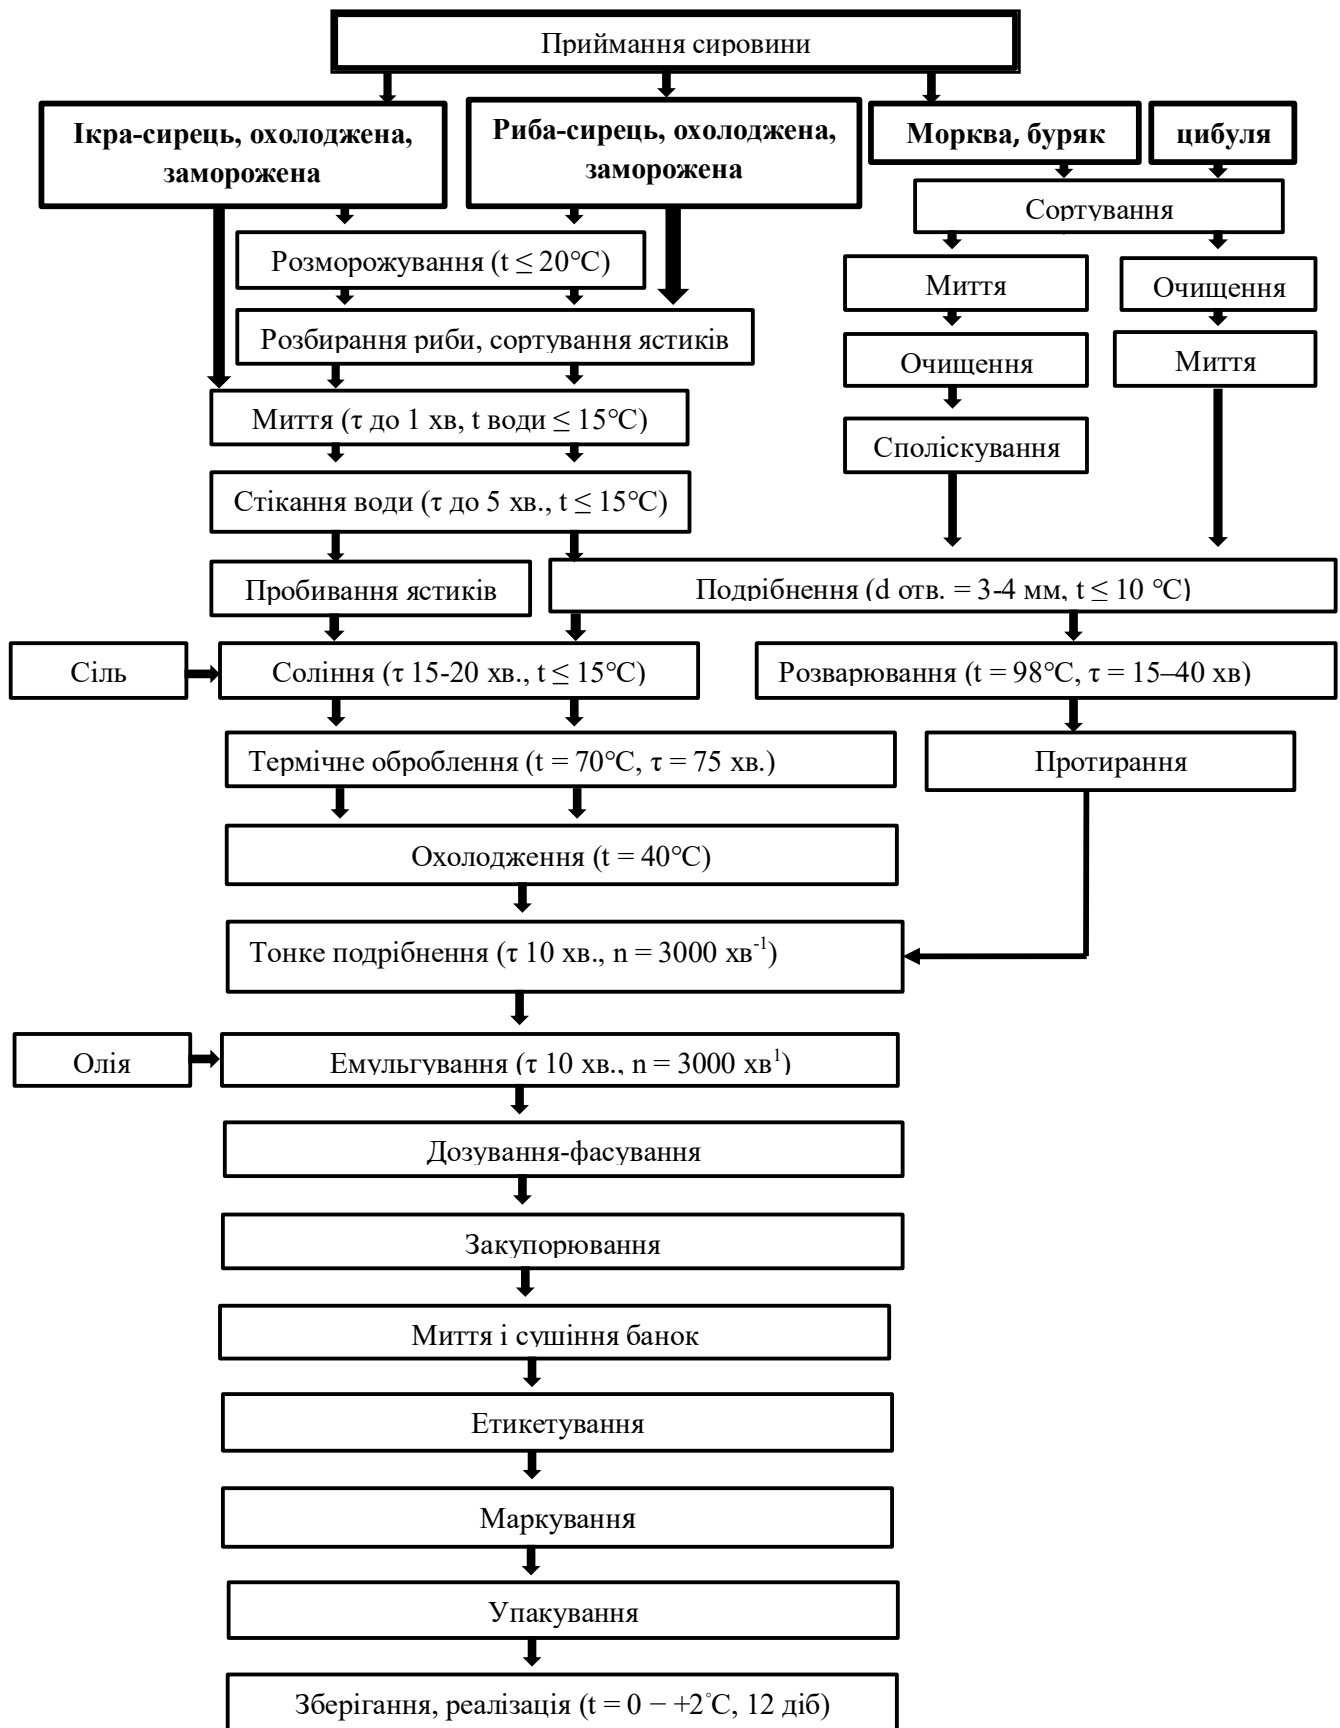 Приймання сировини
Ікра-сирець, охолоджена,
заморожена
Риба-сирець, охолоджена,
заморожена
Морква, буряк
цибуля
Сортування
Розморожування (t ≤ 20°C)
Миття
Очищення
Розбирання риби, сортування ястиків
Очищення
Миття
Миття (τ до 1 хв, t води ≤ 15°C)
Споліскування
Стікання води (τ до 5 хв., t ≤ 15°C)
Пробивання ястиків
Подрібнення (d отв. = 3-4 мм, t ≤ 10 °C)
Сіль
Соління (τ 15-20 хв., t ≤ 15°C)
Розварювання (t = 98°C, τ = 15–40 хв)
Термічне оброблення (t = 70°C, τ = 75 хв.)
Протирання
Охолодження (t = 40°C)
Тонке подрібнення (τ 10 хв., n = 3000 хв⁻¹)
Олія
Емульгування (τ 10 хв., n = 3000 хв¹)
Дозування-фасування
Закупорювання
Миття і сушіння банок
Етикетування
Маркування
Упакування
Зберігання, реалізація (t = 0 − +2°C, 12 діб)